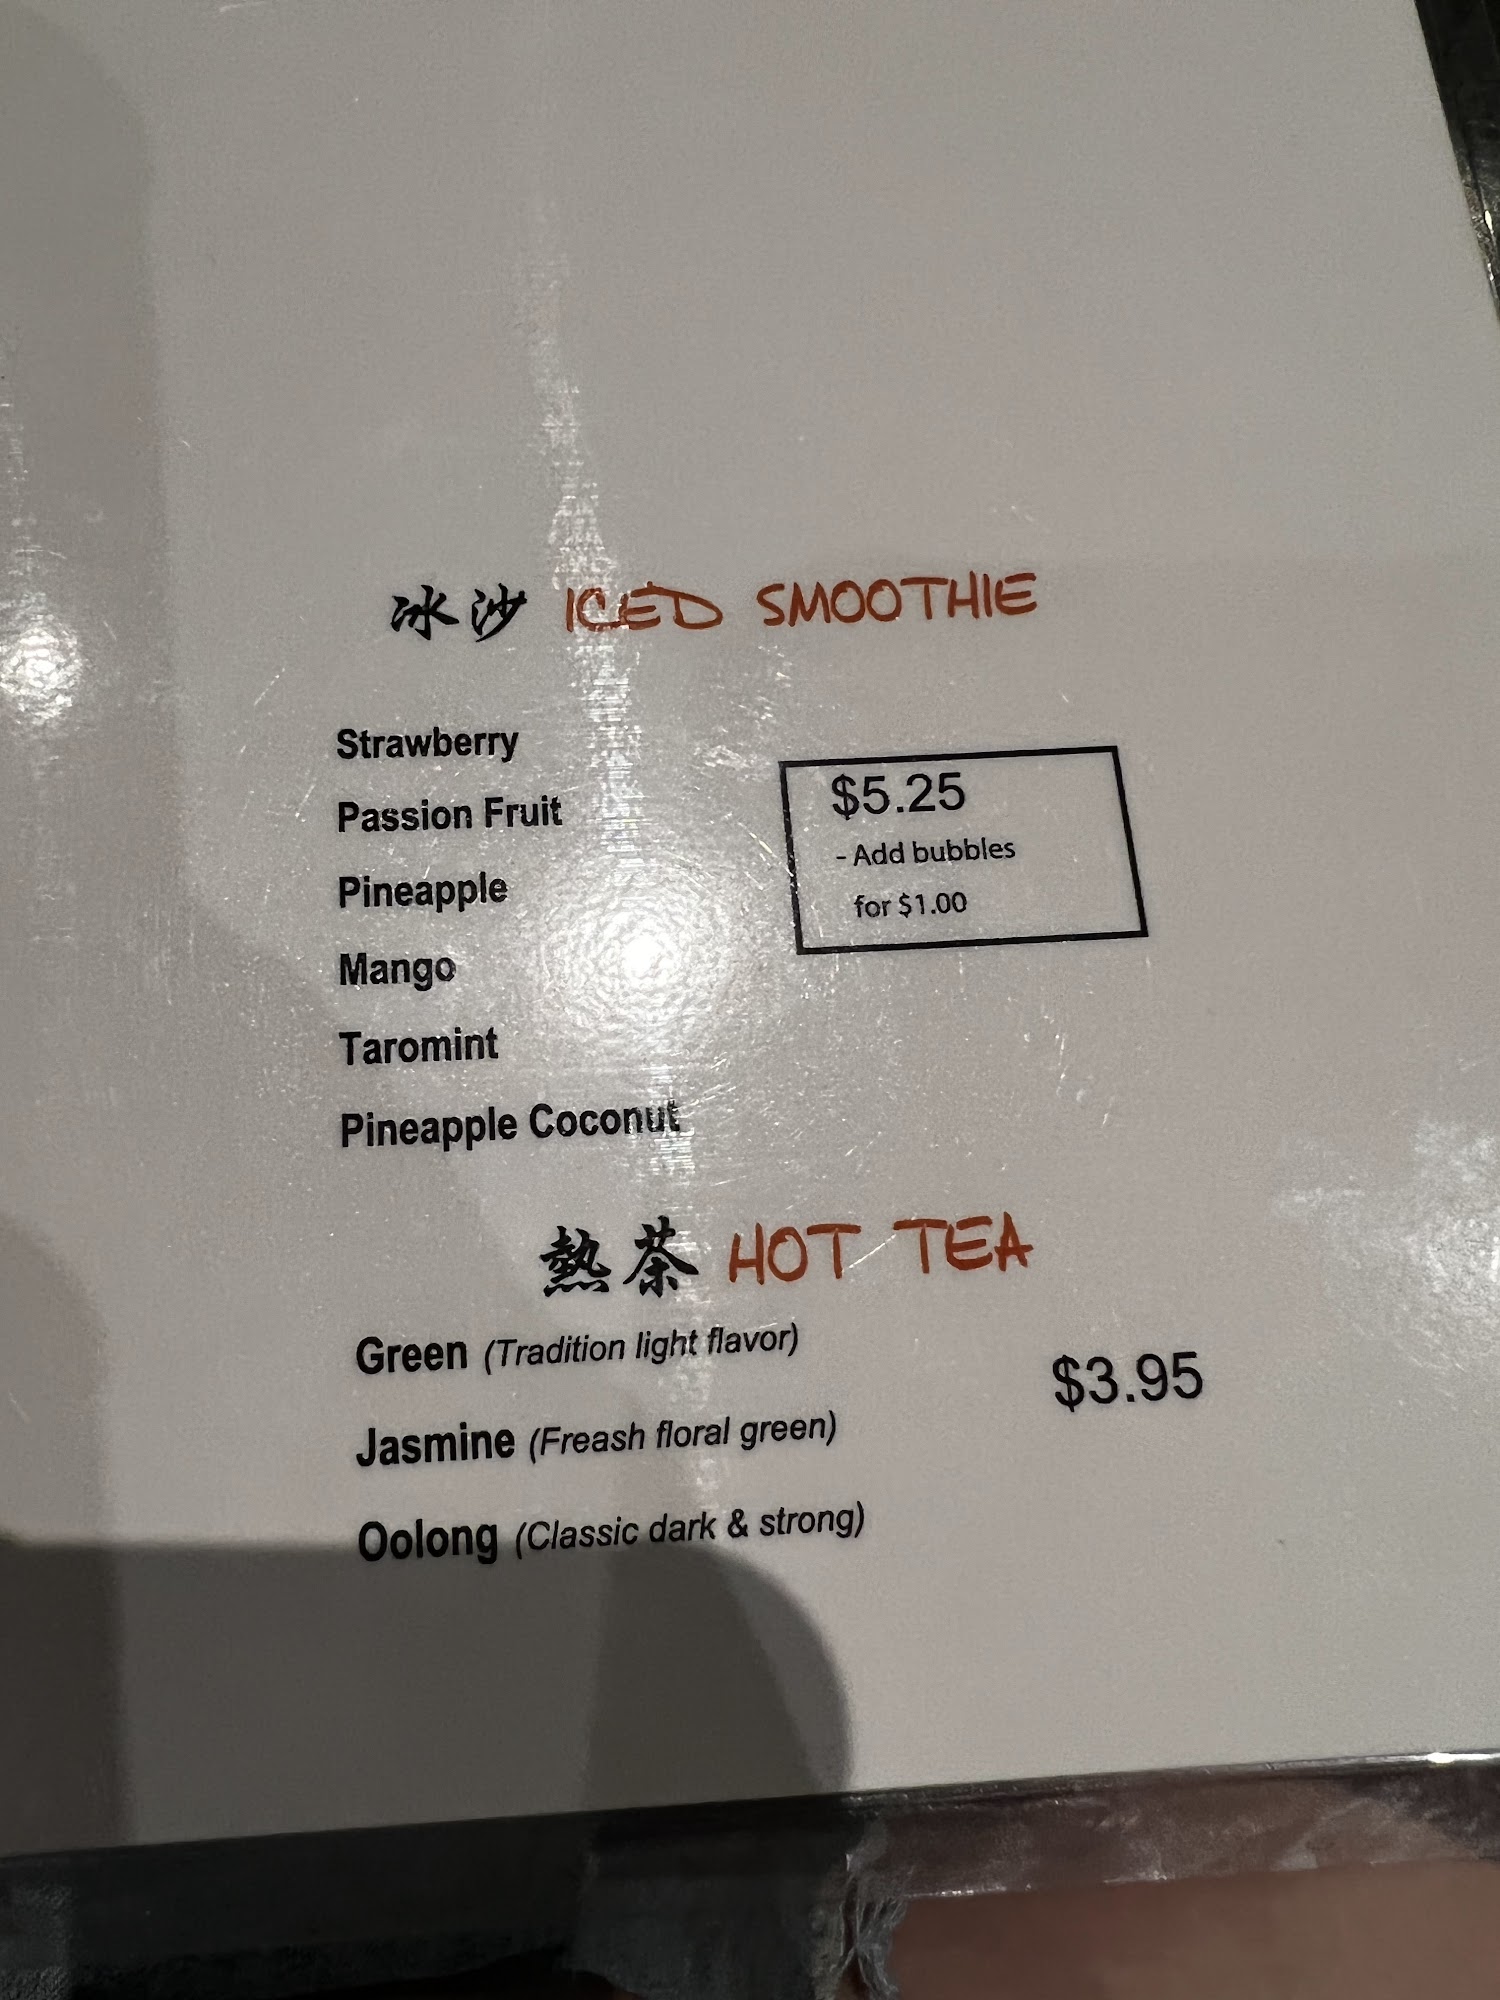 冰沙 ICED SMOOTHIE
Strawberry
Passion Fruit
Pineapple
Mango
Taromint
Pineapple Coconut
$5.25
- Add bubbles
for $1.00
熱茶 HOT TEA
Green (Tradition light flavor)
Jasmine (Freash floral green)
Oolong (Classic dark & strong)
$3.95